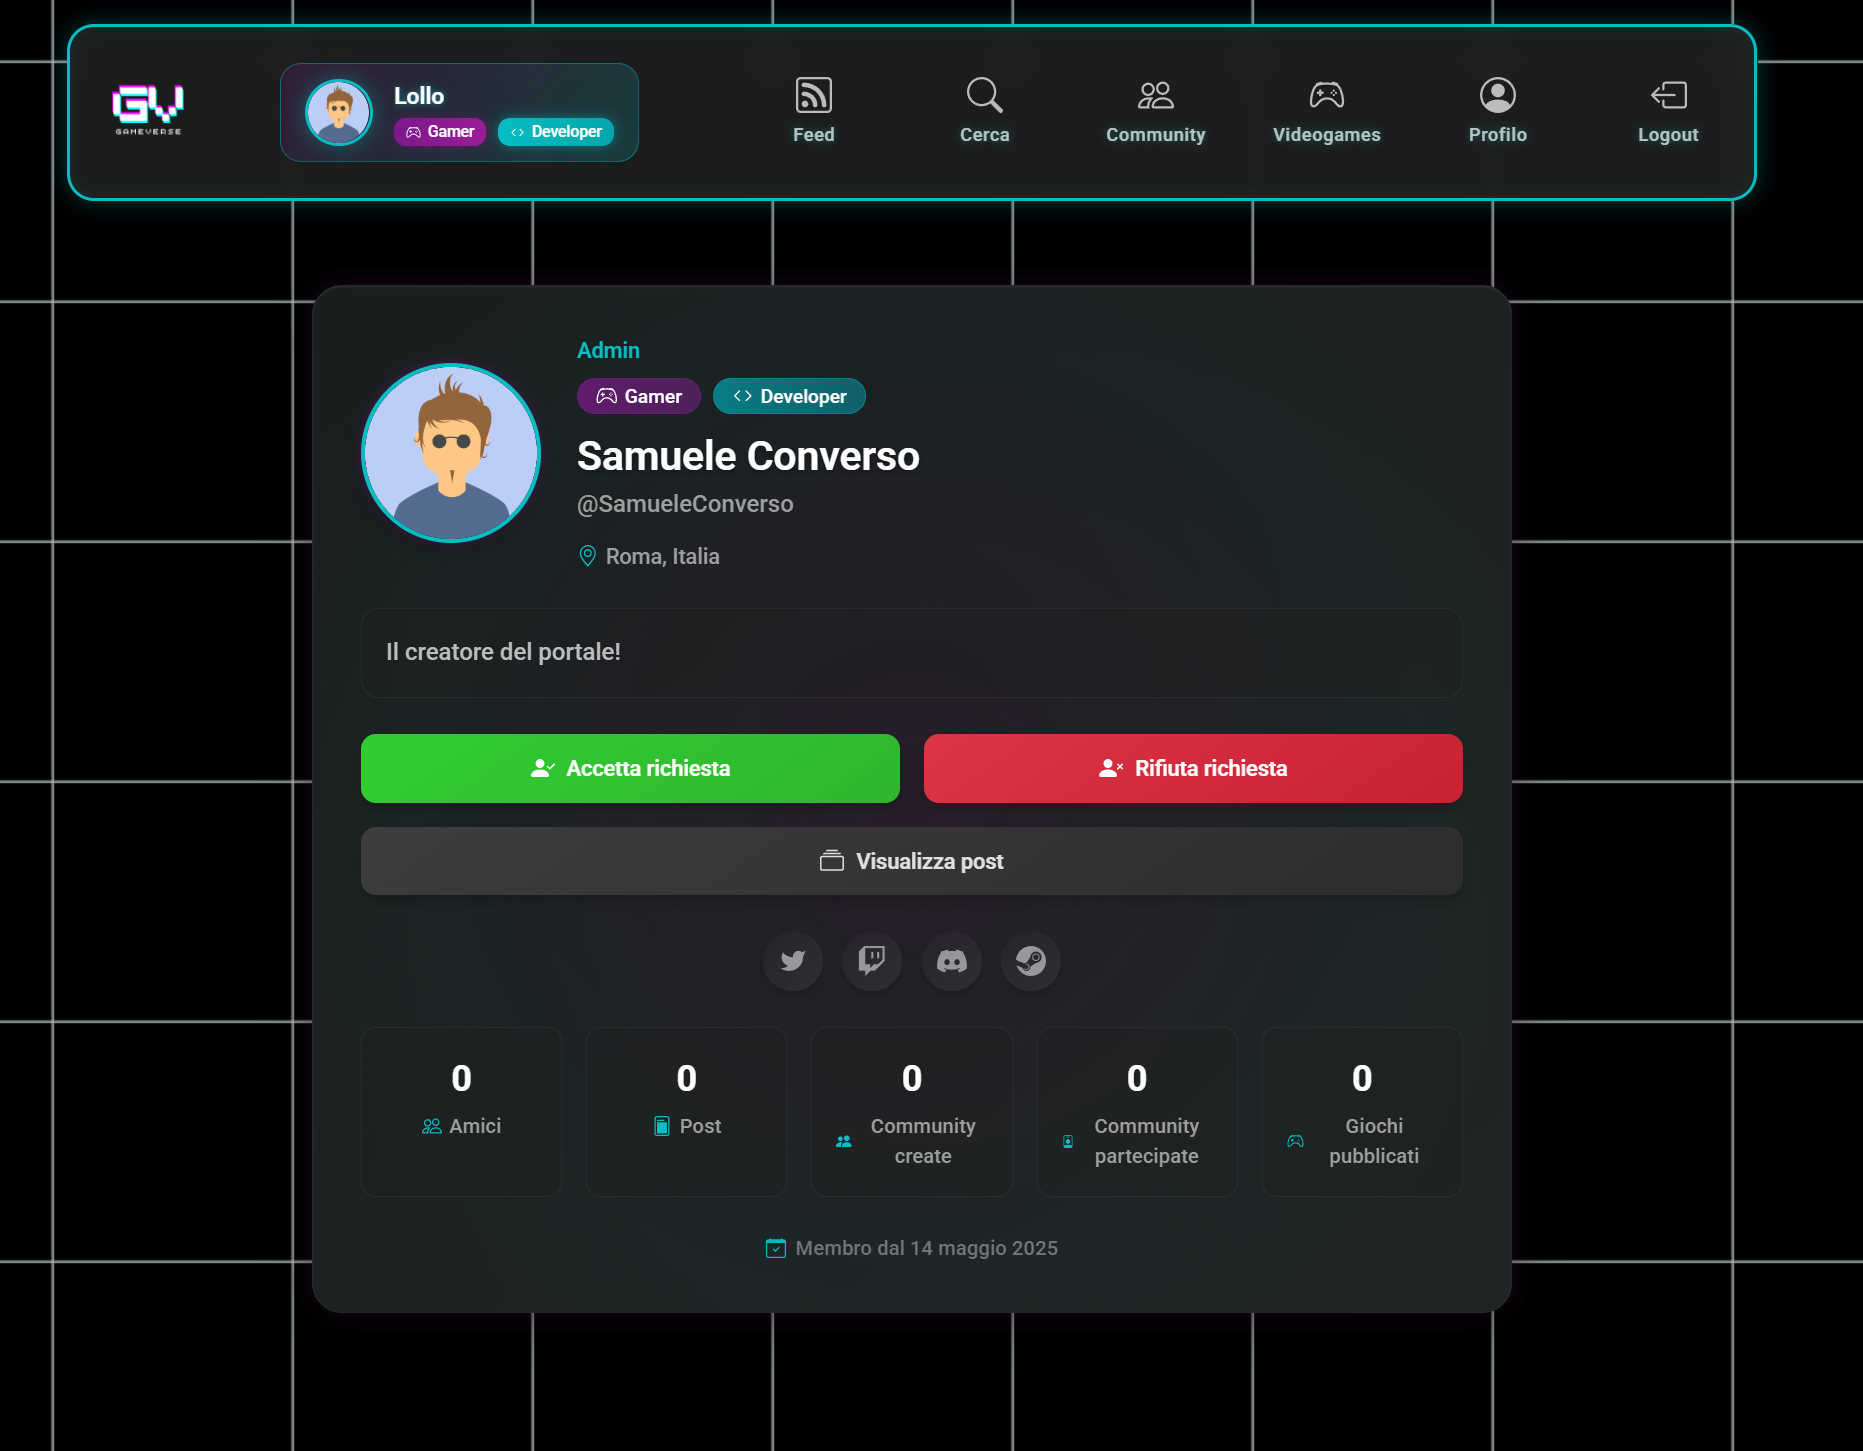 GV
GAMEVERSE
Lollo
Gamer
Developer
Feed
Cerca
Community
Videogames
Profilo
Logout
Admin
Gamer
Developer
Samuele Converso
@SamueleConverso
Roma, Italia
Il creatore del portale!
Accetta richiesta
Rifiuta richiesta
Visualizza post
0
Amici
0
Post
0
Community
create
0
Community
partecipate
0
Giochi
pubblicati
Membro dal 14 maggio 2025